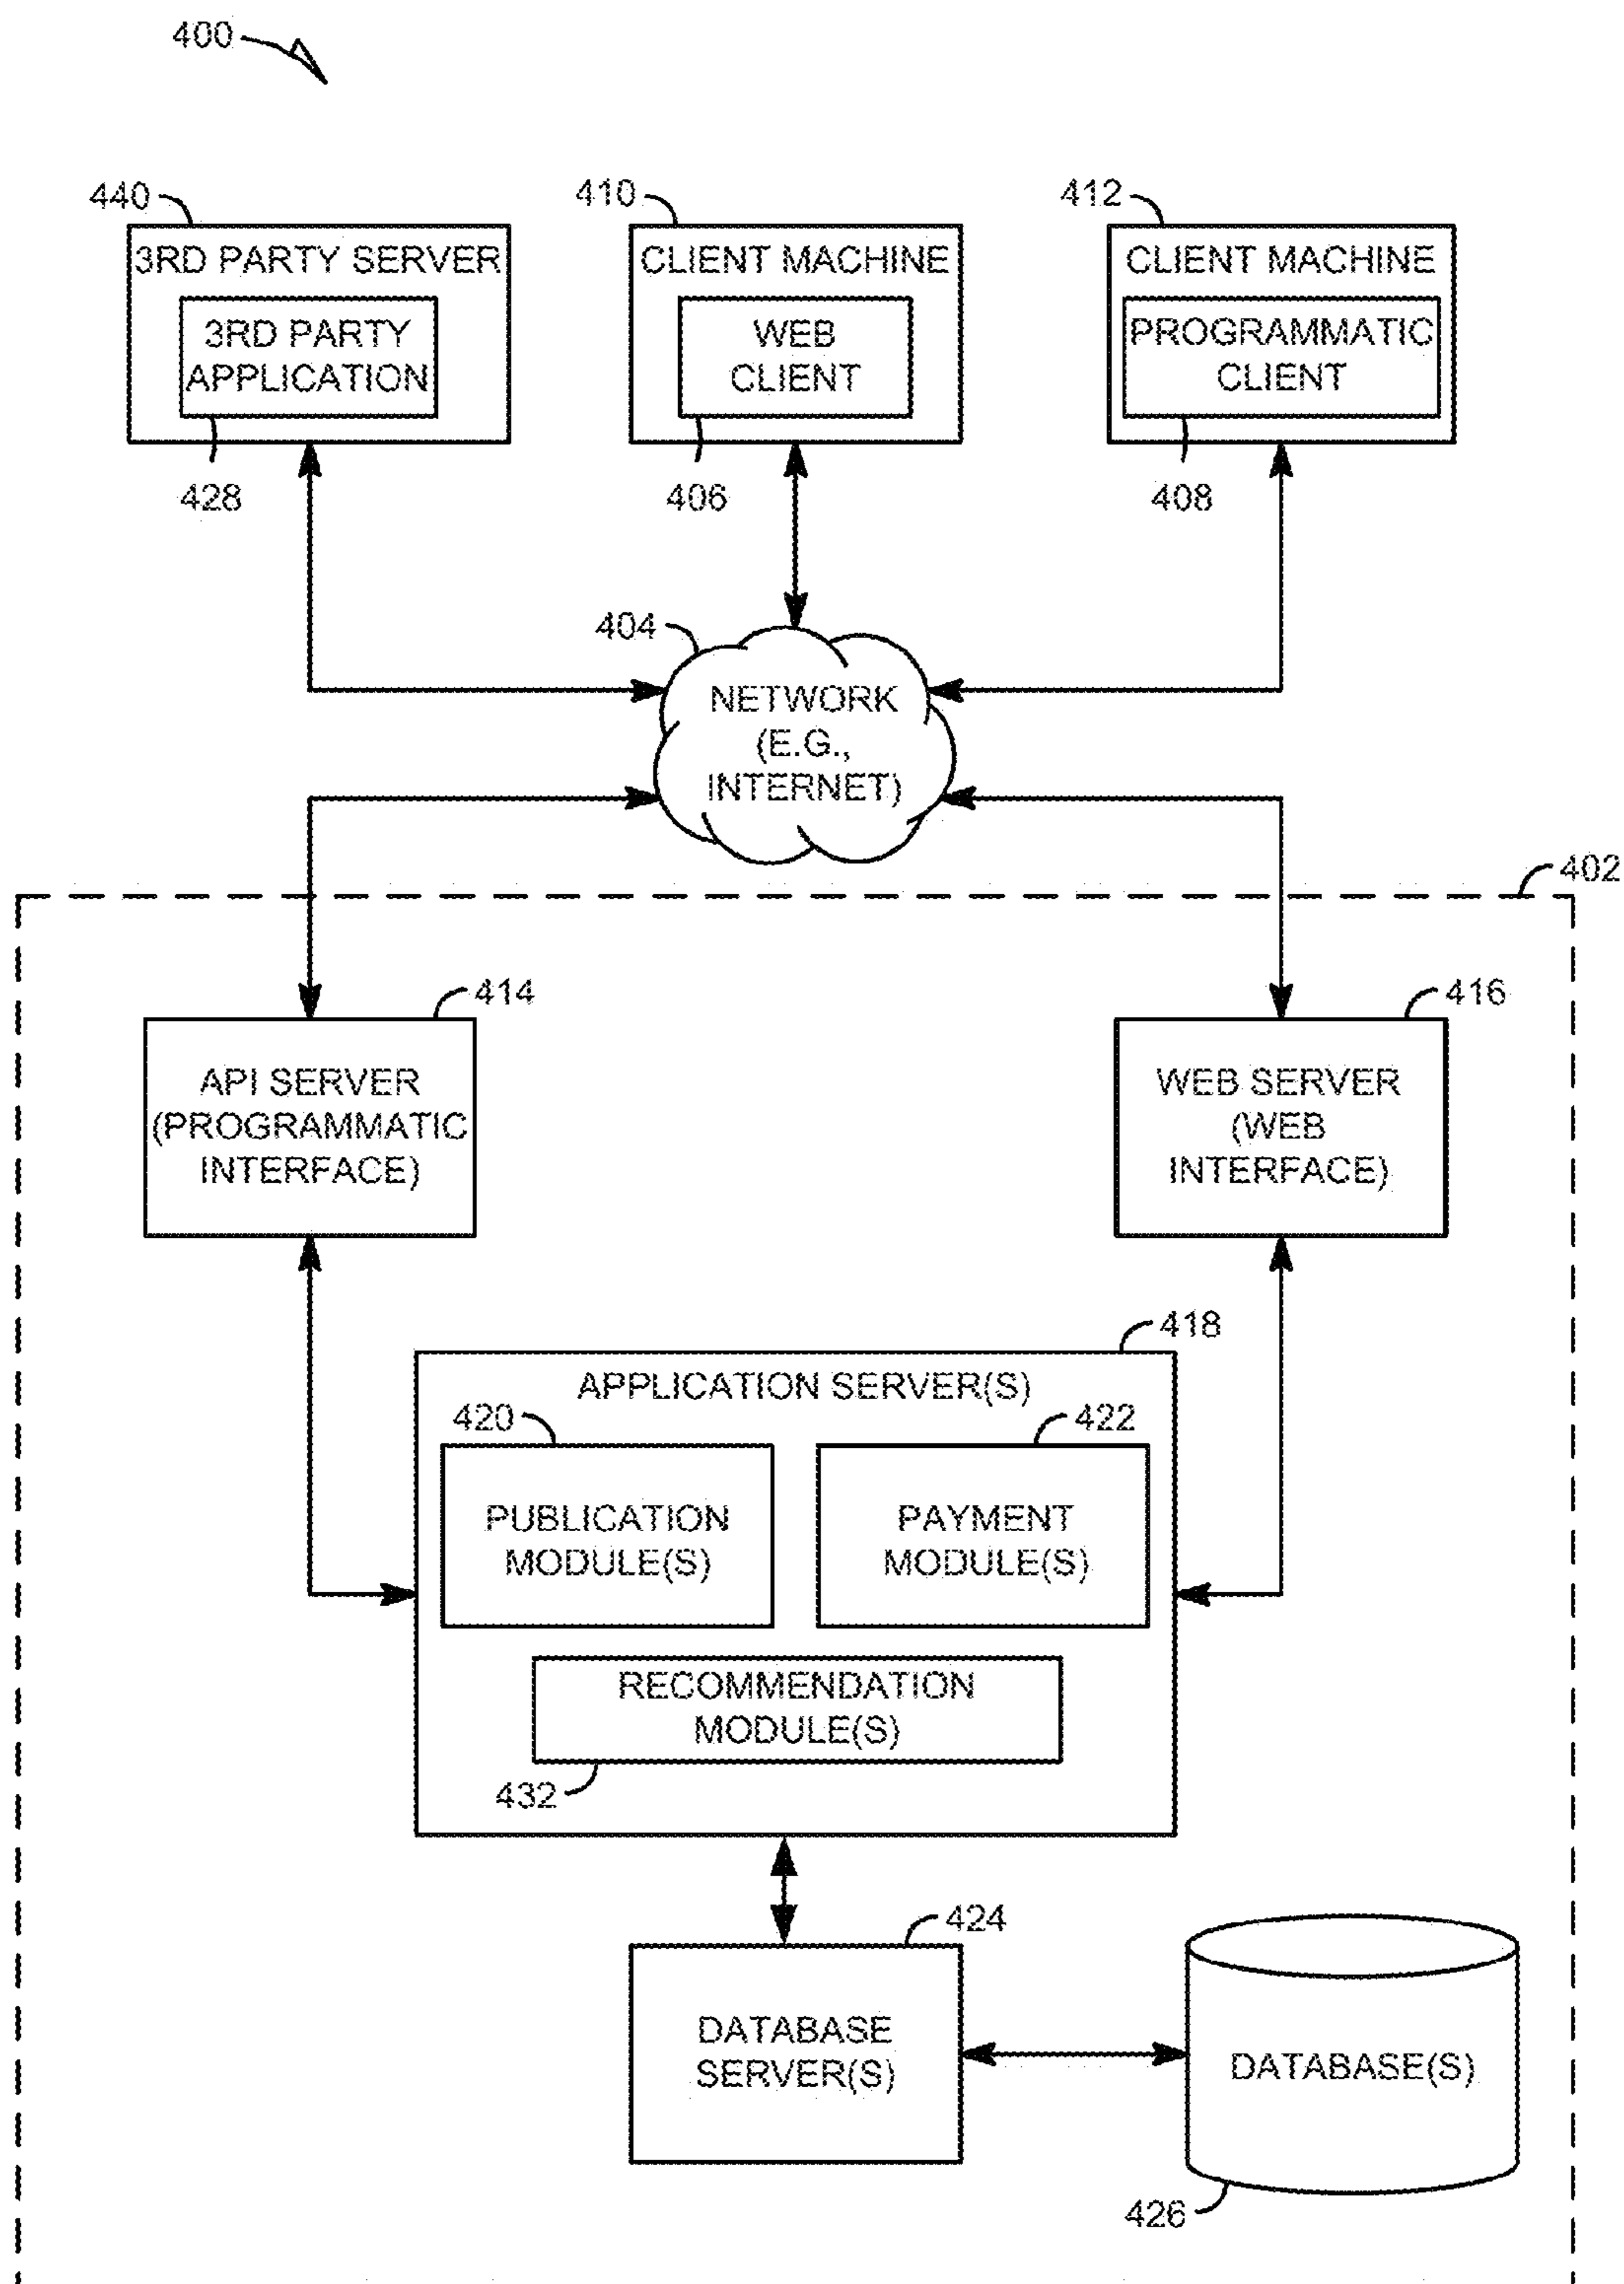 400
440
410
412
3RD PARTY SERVER
CLIENT MACHINE
CLIENT MACHINE
3RD PARTY
APPLICATION
WEB
CLIENT
PROGRAMMATIC
CLIENT
428
406
408
404
NETWORK
(E.G.,
INTERNET)
402
414
416
API SERVER
(PROGRAMMATIC
INTERFACE)
WEB SERVER
(WEB
INTERFACE)
418
APPLICATION SERVER(S)
420
422
PUBLICATION
MODULE(S)
PAYMENT
MODULE(S)
RECOMMENDATION
MODULE(S)
432
424
DATABASE
SERVER(S)
DATABASE(S)
426